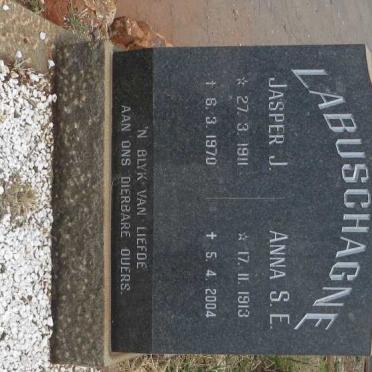 LABUSCHAGNE
JASPER J. ANNA S. E.
☆ 27. 3. 1911 ☆ 17. 11. 1913
✝ 6. 3. 1970 ✝ 5. 4. 2004
'N BLYK VAN LIEFDE
AAN ONS DIERBARE OUERS.